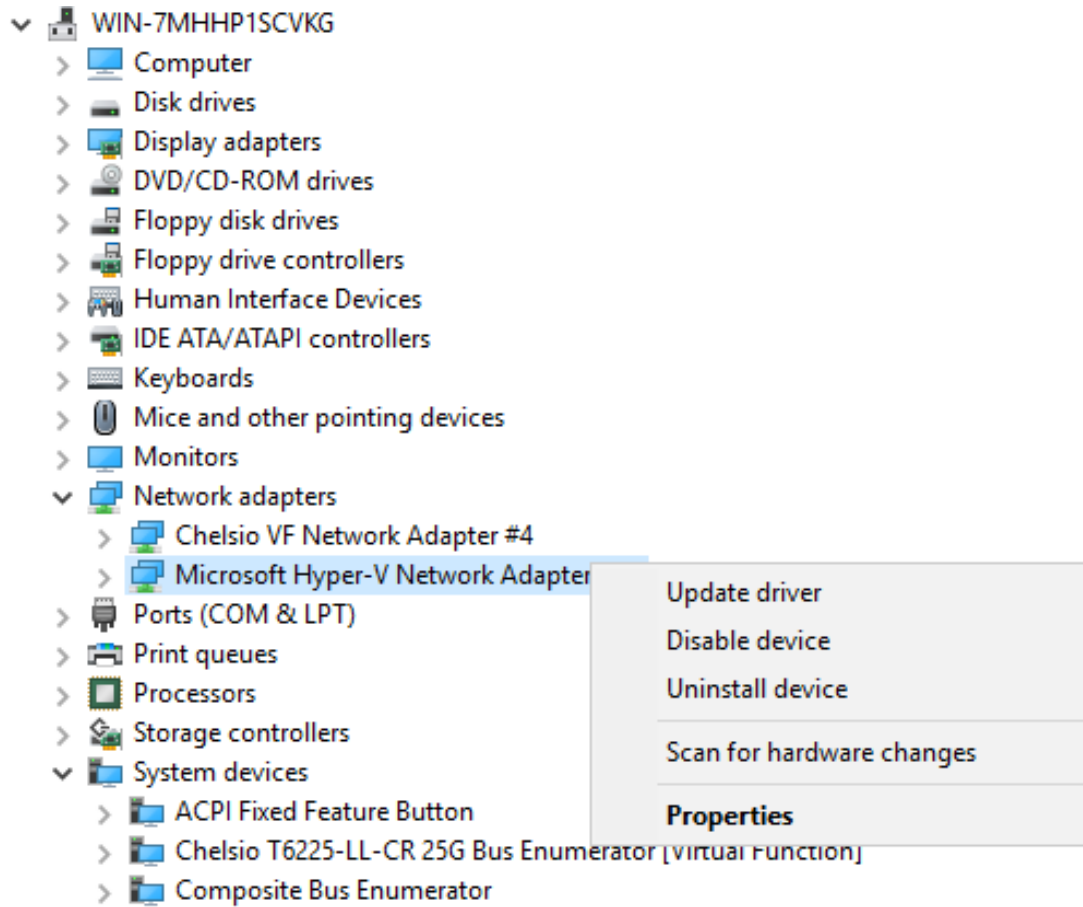 WIN-7MHHP1SCVKG
Computer
Disk drives
Display adapters
DVD/CD-ROM drives
Floppy disk drives
Floppy drive controllers
Human Interface Devices
IDE ATA/ATAPI controllers
Keyboards
Mice and other pointing devices
Monitors
Network adapters
Chelsio VF Network Adapter #4
Microsoft Hyper-V Network Adapter
Ports (COM & LPT)
Print queues
Processors
Storage controllers
System devices
ACPI Fixed Feature Button
Chelsio T6225-LL-CR 25G Bus Enumerator [Virtual Function]
Composite Bus Enumerator
Update driver
Disable device
Uninstall device
Scan for hardware changes
Properties